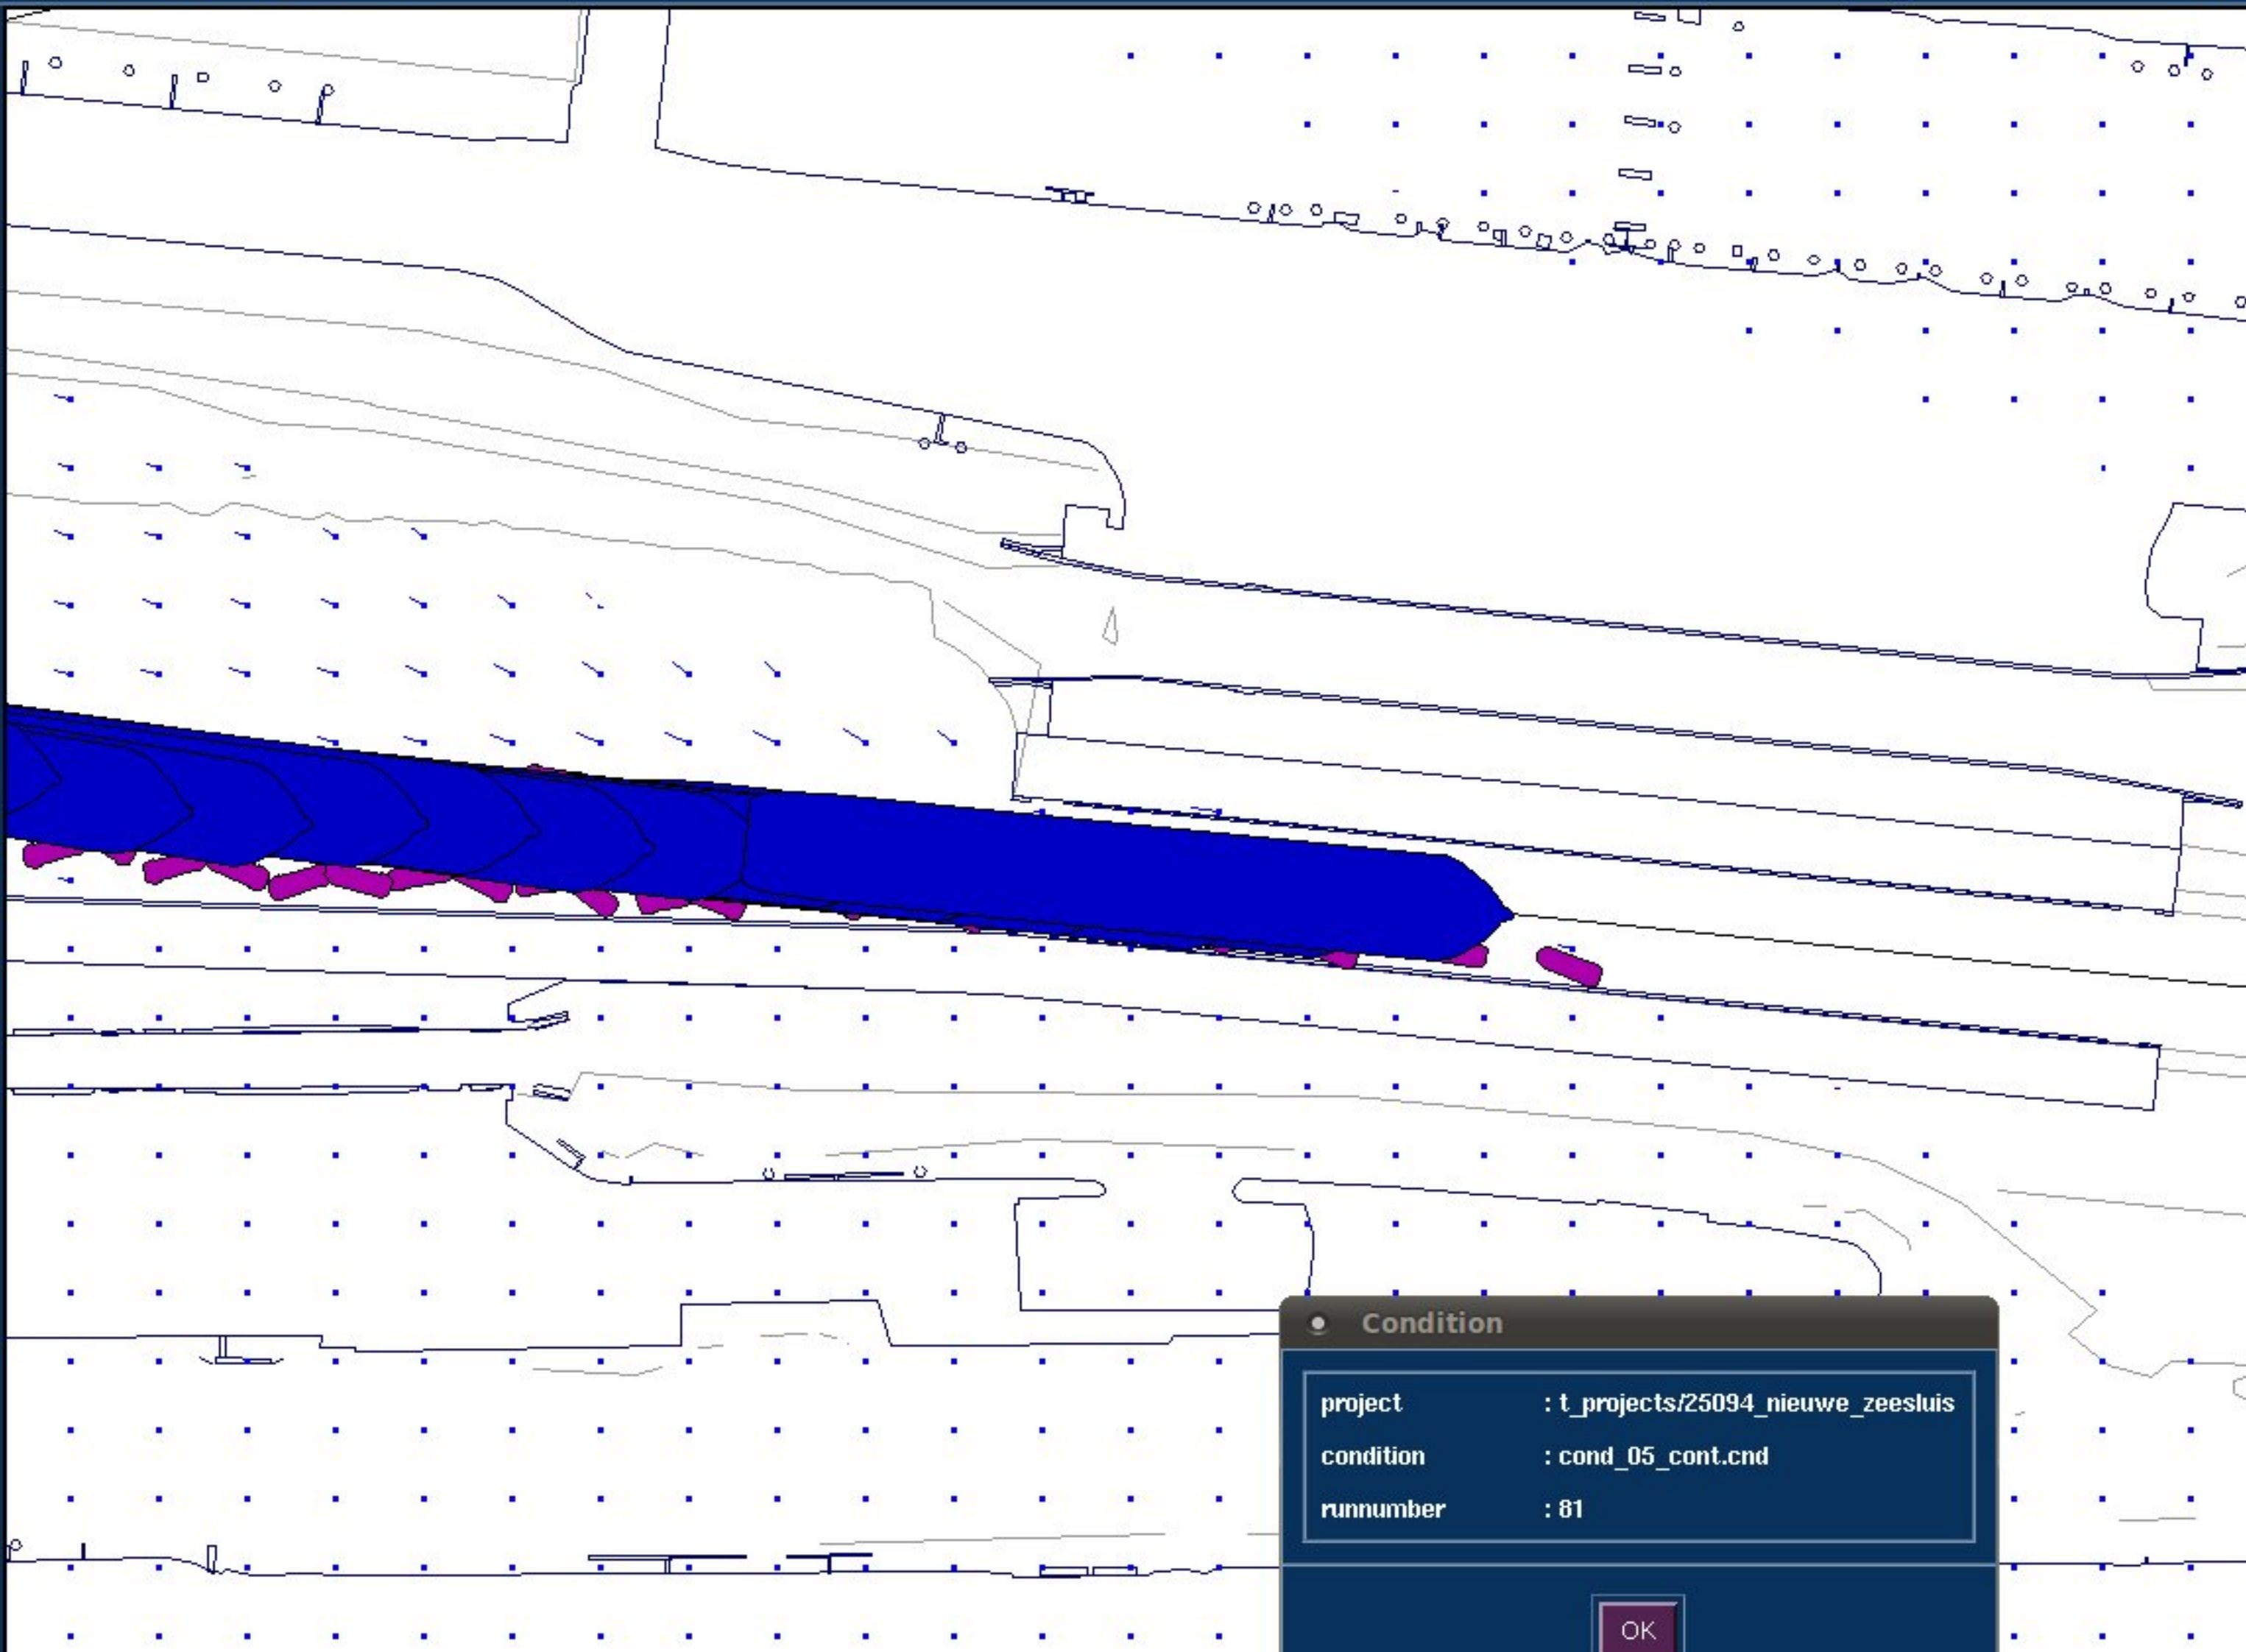 Condition
project : t_projects/25094_nieuwe_zeesluis
condition : cond_05_cont.cnd
runnumber : 81
OK